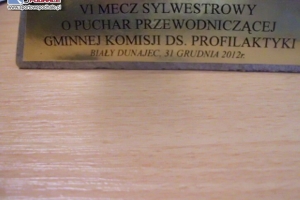 VI MECZ SYLWESTROWY
O PUCHAR PRZEWODNICZĄCEJ
GMINNEJ KOMISJI DS. PROFILAKTYKI
BIAŁY DUNAJEC, 31 GRUDNIA 2012r.